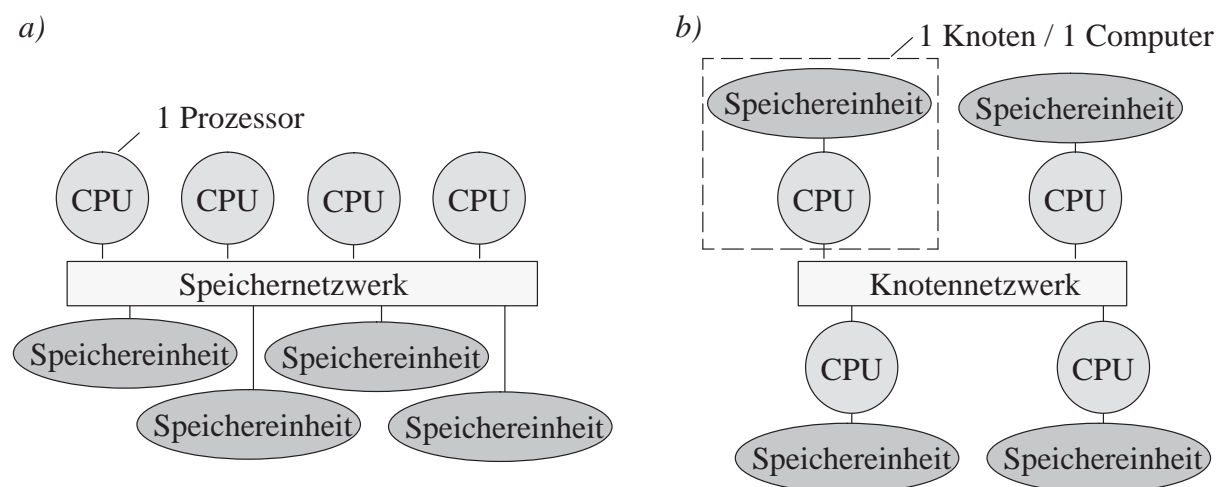 a)
1 Prozessor
CPU CPU CPU CPU
Speichernetzwerk
Speichereinheit Speichereinheit
Speichereinheit Speichereinheit
b)
1 Knoten / 1 Computer
Speichereinheit Speichereinheit
CPU CPU
Knotennetzwerk
CPU CPU
Speichereinheit Speichereinheit